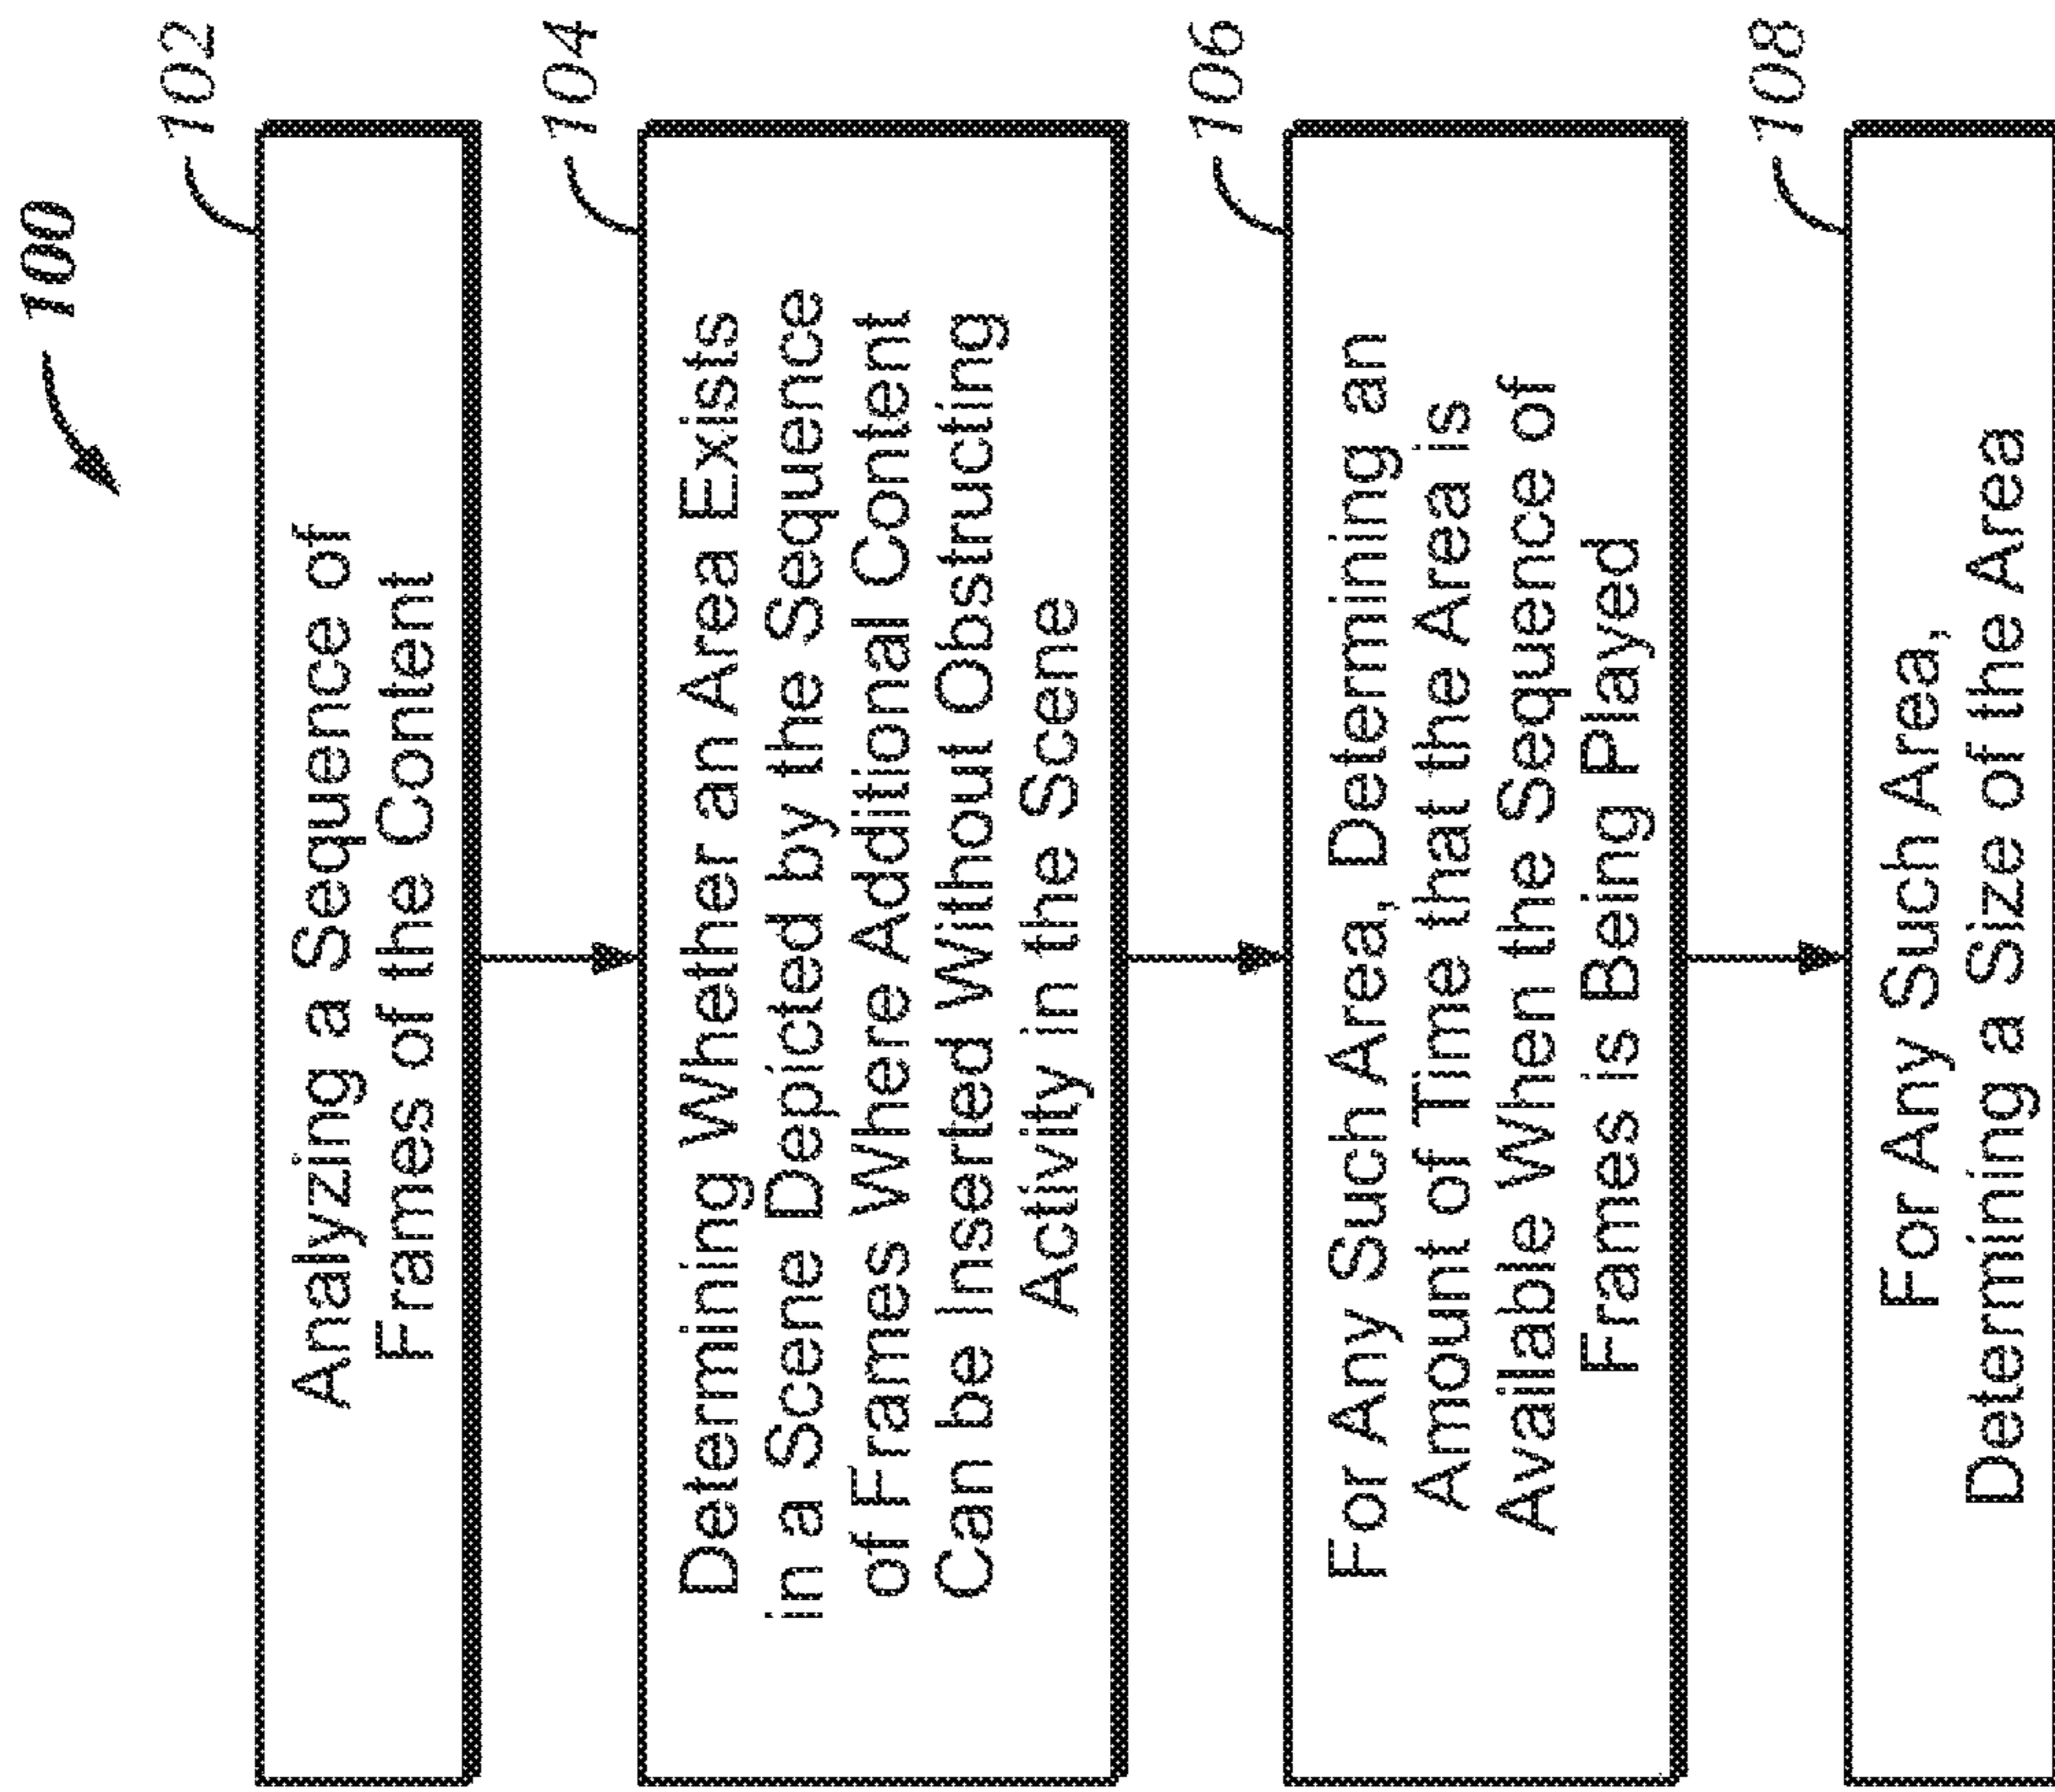 100
102
Analyzing a Sequence of
Frames of the Content
104
Determining Whether an Area Exists
in a Scene Depicted by the Sequence
of Frames Where Additional Content
Can be Inserted Without Obstructing
Activity in the Scene
106
For Any Such Area, Determining an
Amount of Time that the Area is
Available When the Sequence of
Frames is Being Played
108
For Any Such Area,
Determining a Size of the Area